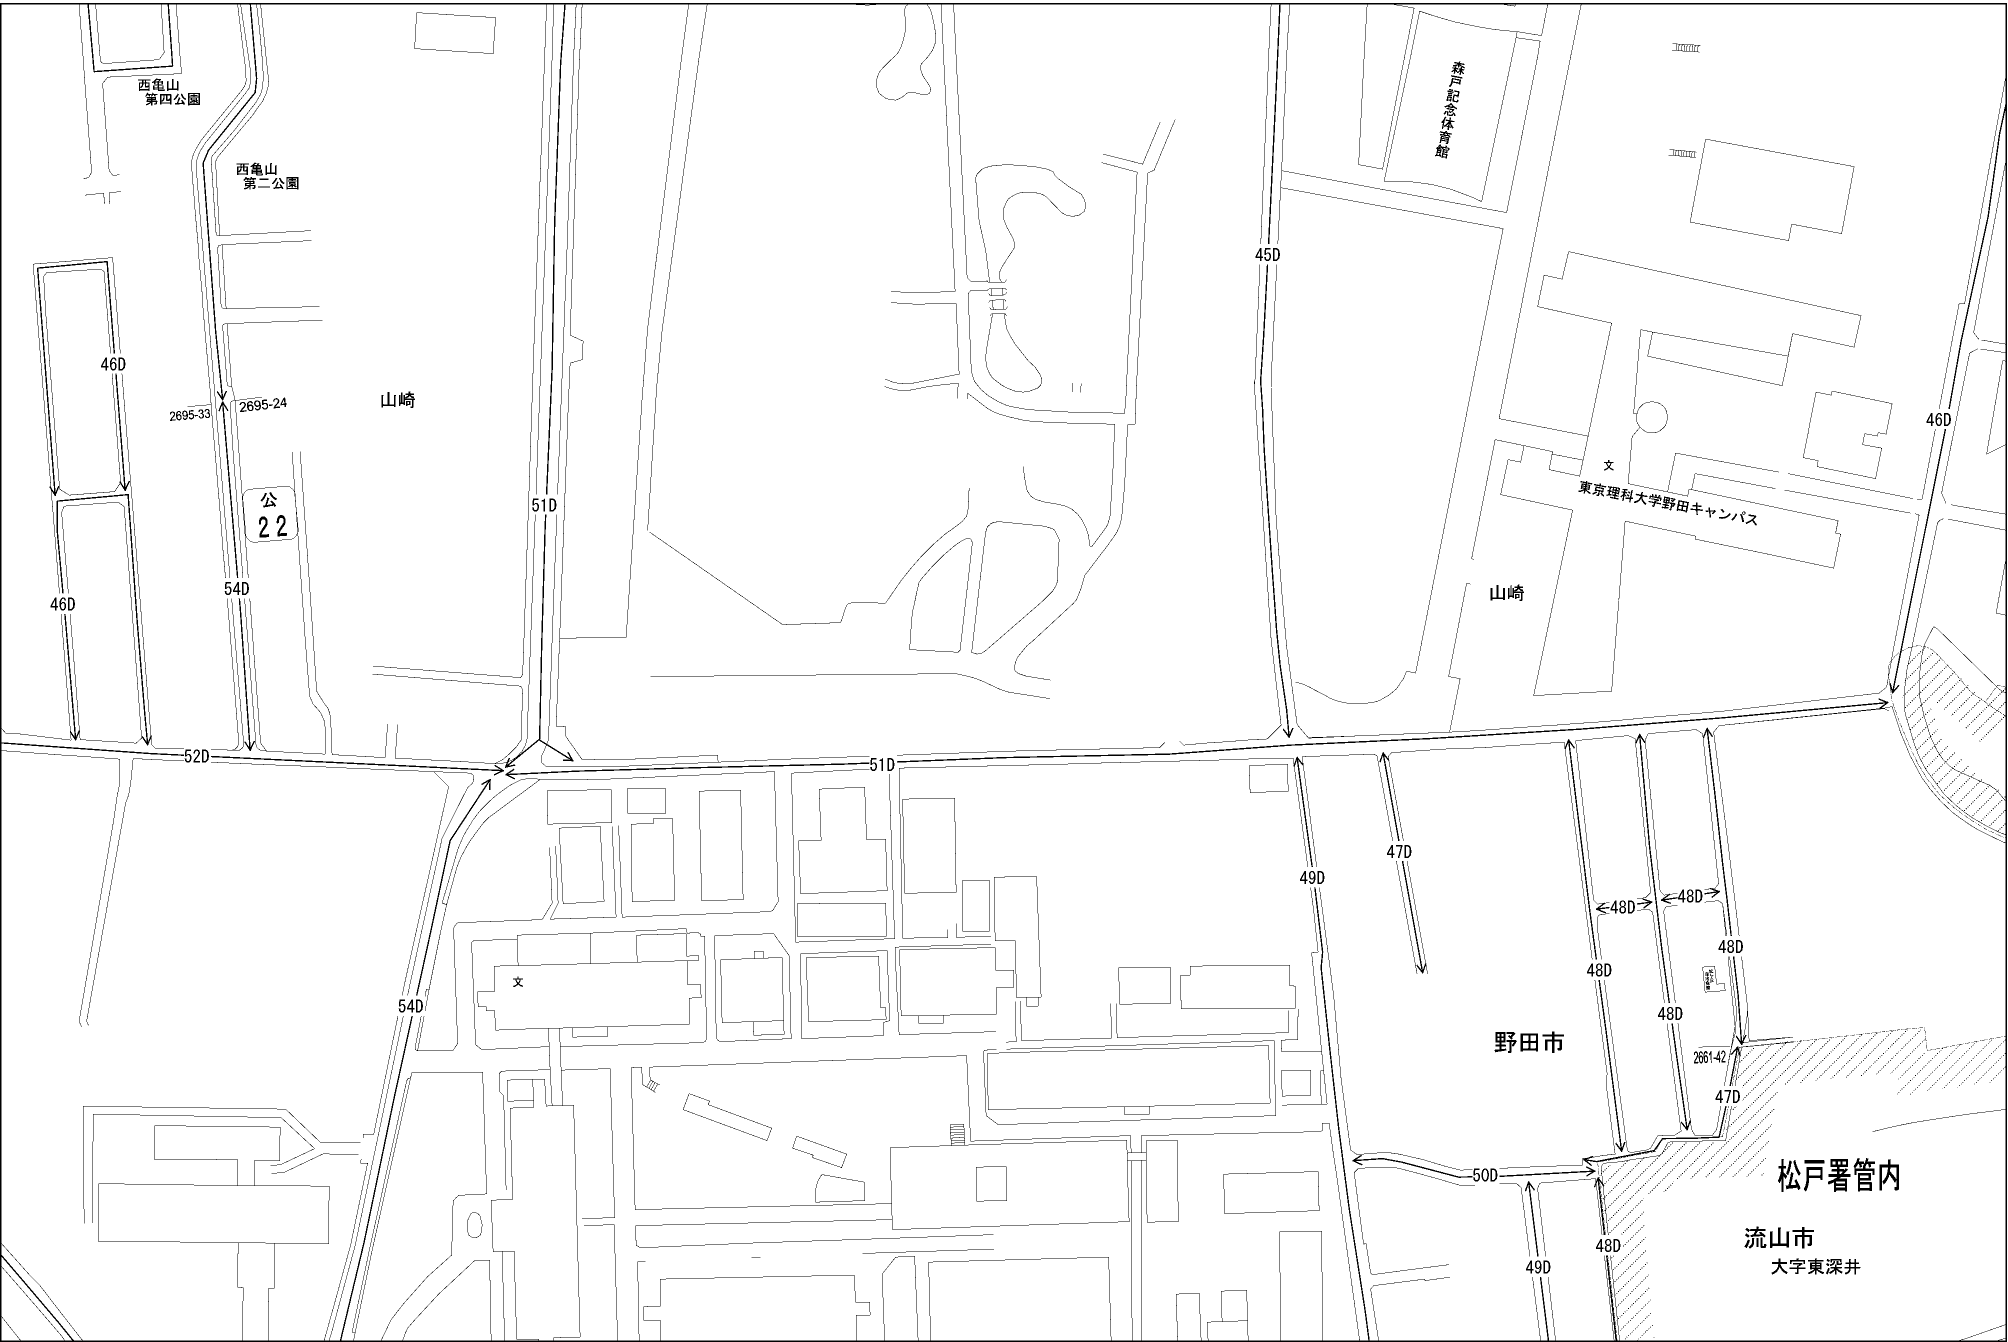 西亀山
第四公園
西亀山
第二公園
森戸記念体育館
45D
46D
46D
2695-33
2695-24
山崎
公
22
51D
文
東京理科大学野田キャンパス
54D
46D
山崎
52D
51D
47D
49D
48D
48D
48D
48D
文
54D
48D
野田市
2661-42
47D
50D
松戸署管内
流山市
大字東深井
48D
49D